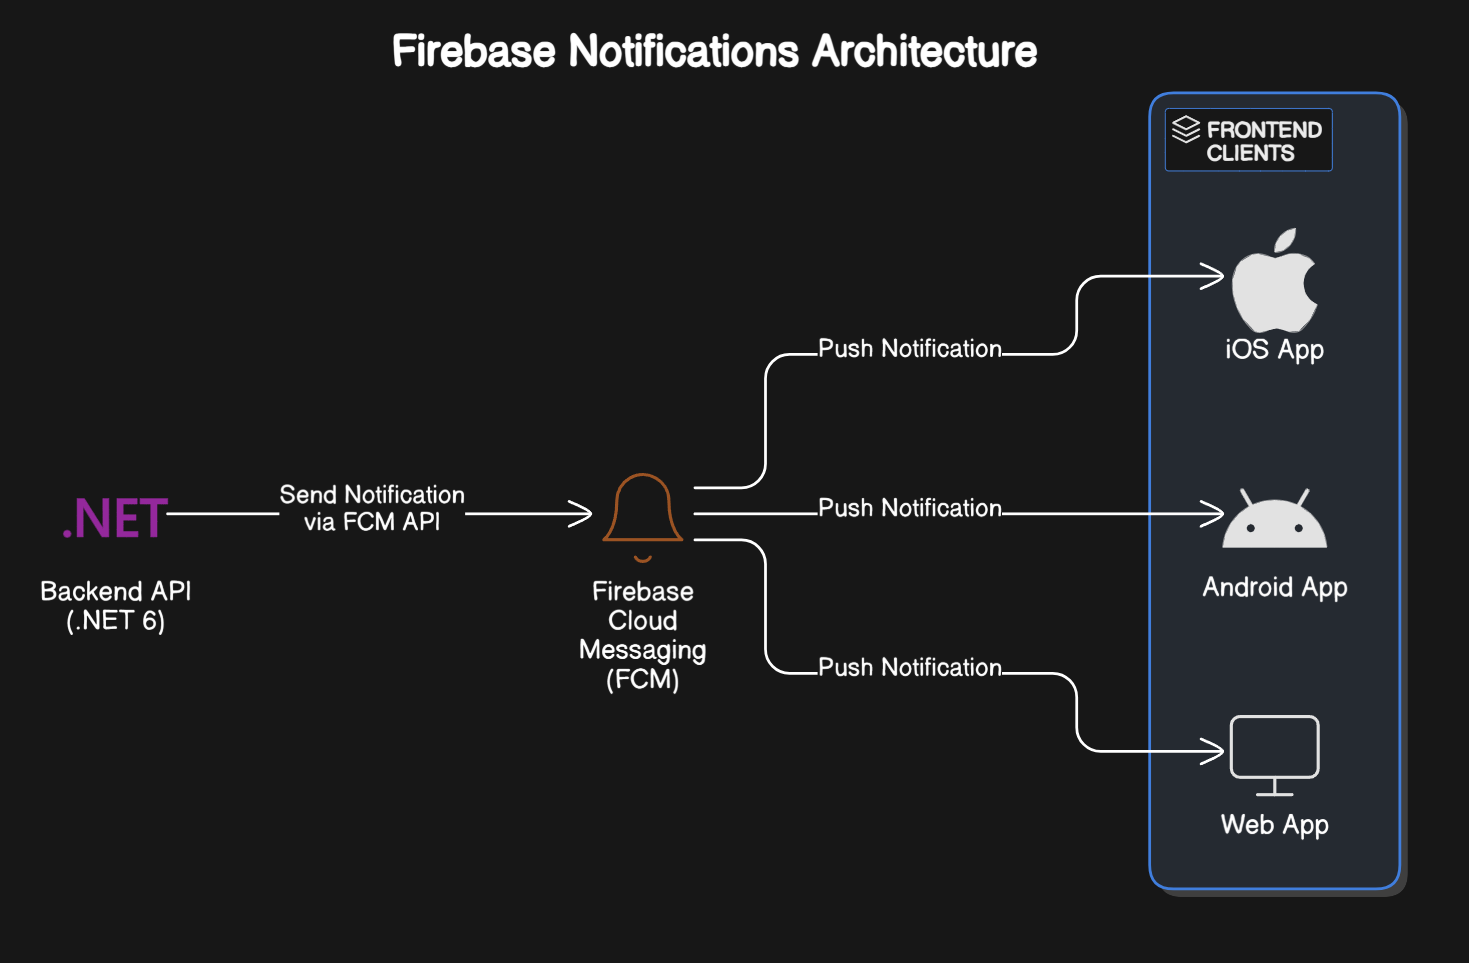 Firebase Notifications Architecture
FRONTEND
CLIENTS
iOS App
Push Notification
.NET
Backend API
(.NET 6)
Send Notification
via FCM API
Firebase
Cloud
Messaging
(FCM)
Push Notification
Android App
Push Notification
Web App